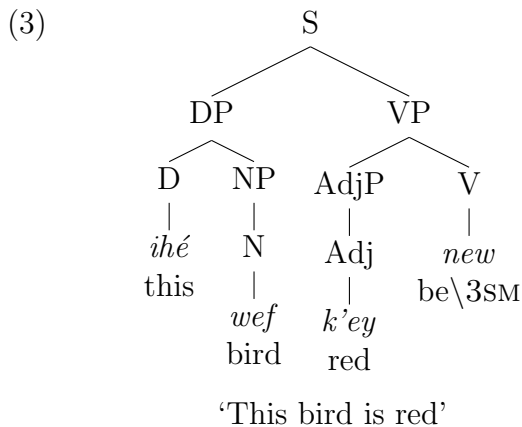 (3) S
DP VP
D NP AdjP V
ihé N Adj new
this be\3SM
wef k'ey
bird red
‘This bird is red’